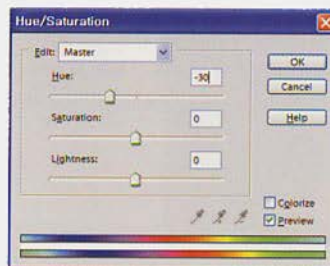 Hue/Saturation
Edit: Master
OK
Hue: -30
Cancel
Saturation: 0
Help
Lightness: 0
Colorize
Preview